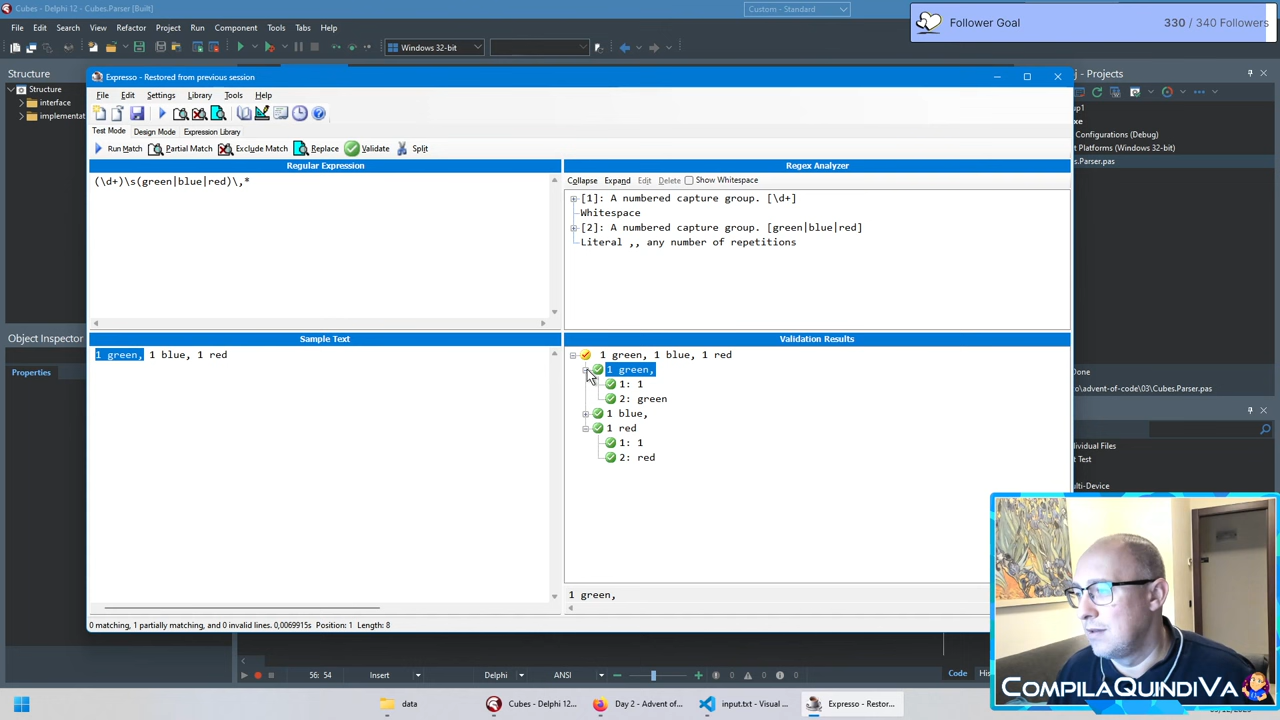 Cubes - Delphi 12 - Cubes.Parser [Built]
Custom - Standard
Follower Goal
330 / 340 Followers
File Edit Search View Refactor Project Run Component Tools Tabs Help
Windows 32-bit
Structure
Structure
interface
implementat
Expresso - Restored from previous session
File Edit Settings Library Tools Help
Test Mode Design Mode Expression Library
Run Match Partial Match Exclude Match Replace Validate Split
Regular Expression
(\d+)\s(green|blue|red)\,*
Regex Analyzer
Collapse Expand Edit Delete Show Whitespace
[1]: A numbered capture group. [\d+]
Whitespace
[2]: A numbered capture group. [green|blue|red]
Literal ,, any number of repetitions
j - Projects
up1
xe
Configurations (Debug)
t Platforms (Windows 32-bit)
s.Parser.pas
Object Inspector
Properties
Sample Text
1 green, 1 blue, 1 red
Validation Results
1 green, 1 blue, 1 red
1 green,
1: 1
2: green
1 blue,
1 red
1: 1
2: red
1 green,
0 matching, 1 partially matching, and 0 invalid lines. 0,0069915s Position: 1 Length: 8
Done
o\advent-of-code\03\Cubes.Parser.pas
dividual Files
t Test
ulti-Device
56: 54
Insert
Delphi
ANSI
0
0
0
Code
His
CompilaQuindiVa
data
Cubes - Delphi 12...
Day 2 - Advent of...
input.txt - Visual ...
Expresso - Restor...